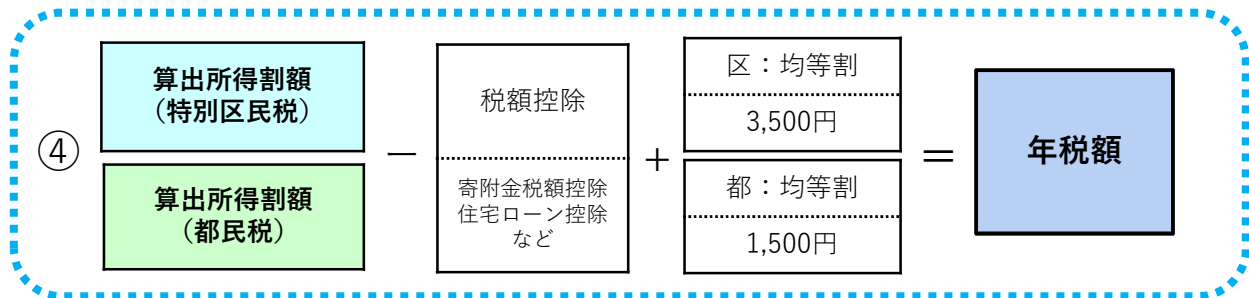 ④
算出所得割額
（特別区民税）
算出所得割額
（都民税）
−
税額控除
寄附金税額控除
住宅ローン控除
など
+
区：均等割
3,500円
都：均等割
1,500円
＝
年税額